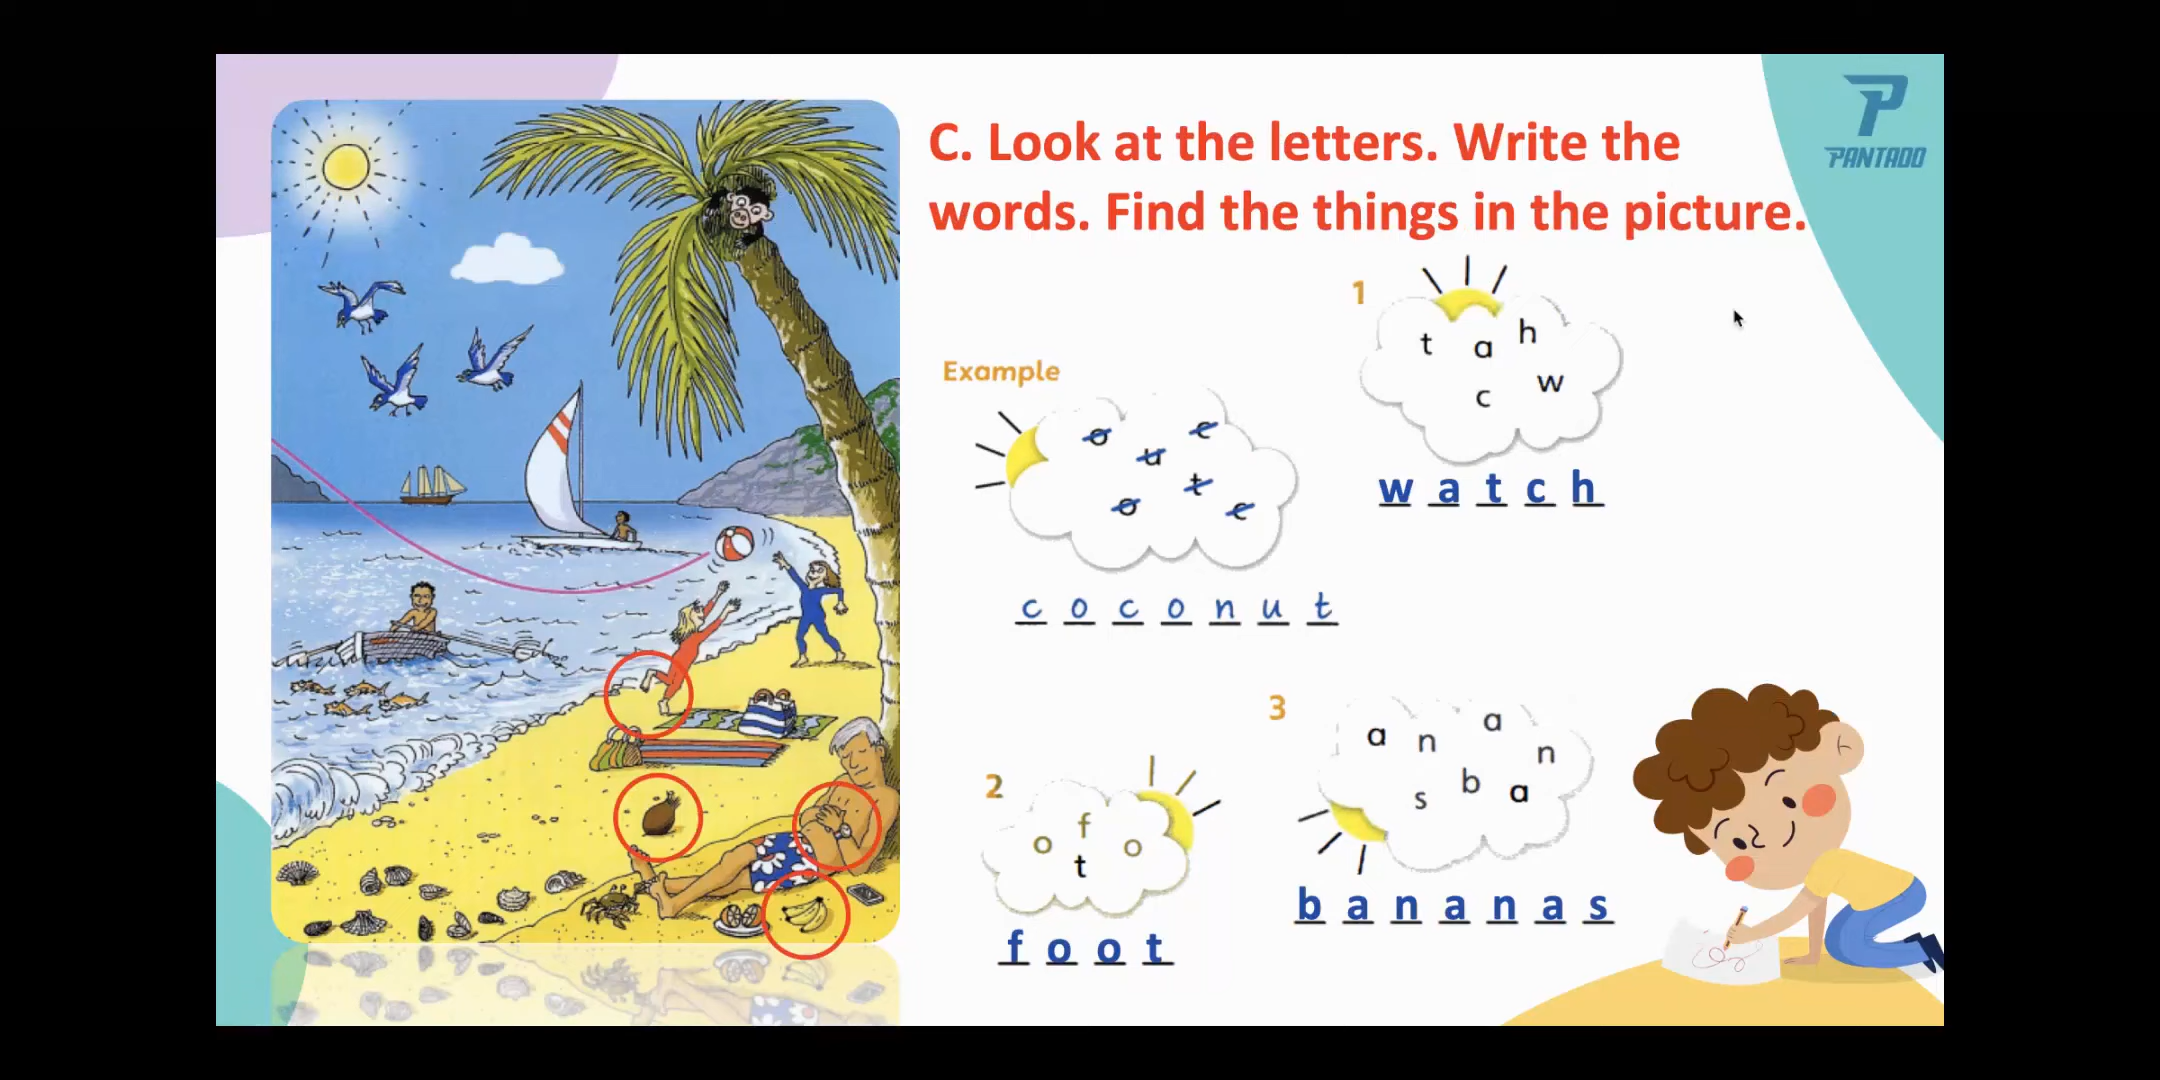 C. Look at the letters. Write the
words. Find the things in the picture.
PANTADO
Example
o u c
o t c
c o c o n u t
1
t a h
c w
w a t c h
2
o f o
t
f o o t
3
a n a n
s b a
b a n a n a s